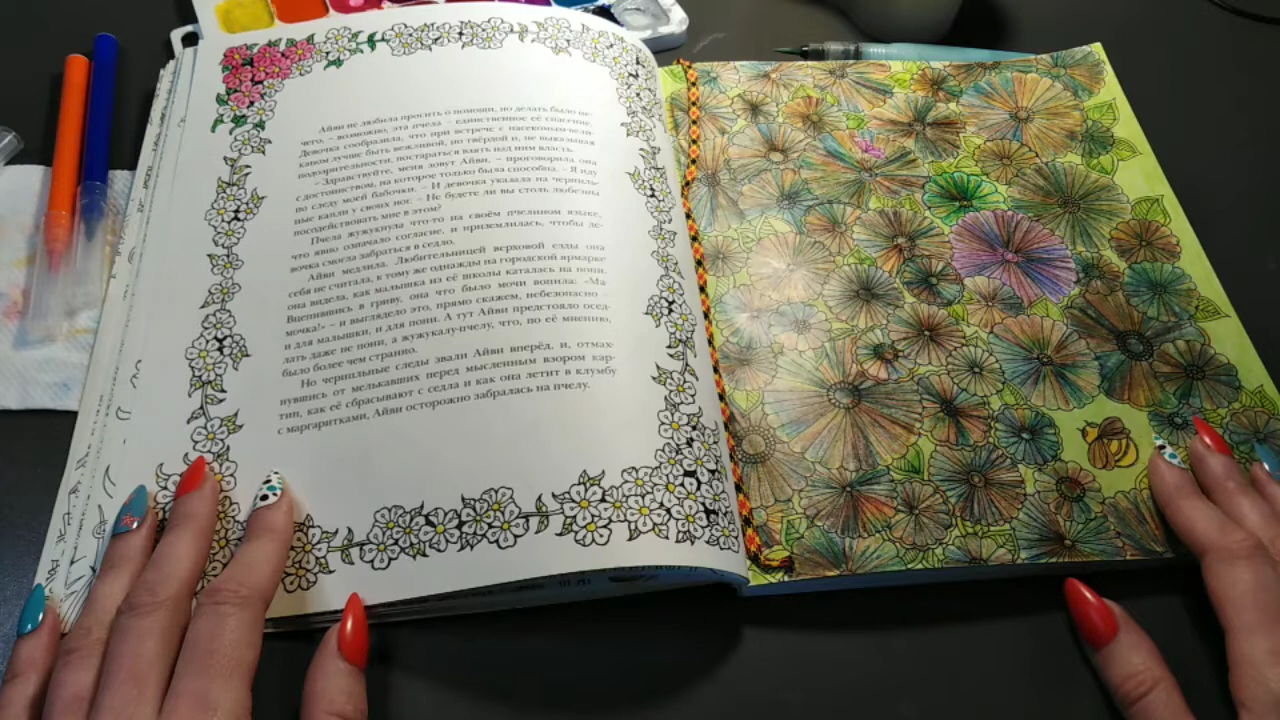 Айви не любила просить о помощи, но делать было не-
чего, – возможно, эта пчела – единственное её спасение.
Девочка сообразила, что при встрече с насекомым-вели-
каном лучше быть вежливой, но твёрдой и, не выказывая
подозрительности, постараться взять над ним власть.
– Здравствуйте, меня зовут Айви, – проговорила она
с достоинством, на которое только была способна. – Я иду
по следу моей бабочки. – И девочка указала на черниль-
ные капли у своих ног. – Не будете ли вы столь любезны
посодействовать мне в этом?
Пчела жужукнула что-то на своём пчелином языке,
что явно означало согласие, и приземлилась, чтобы де-
вочка смогла забраться в седло.
Айви медлила. Любительницей верховой езды она
себя не считала, к тому же однажды на городской ярмарке
она видела, как малышка из её школы каталась на пони.
Вцепившись в гриву, она что было мочи вопила: «Ма-
мочка!» – и выглядело это, прямо скажем, небезопасно –
и для малышки, и для пони. А тут Айви предстояло осед-
лать даже не пони, а жужукалу-пчелу, что, по её мнению,
было более чем странно.
Но чернильные следы звали Айви вперёд, и, отмах-
нувшись от мелькавших перед мысленным взором кар-
тин, как её сбрасывают с седла и как она летит в клумбу
с маргаритками, Айви осторожно забралась на пчелу.